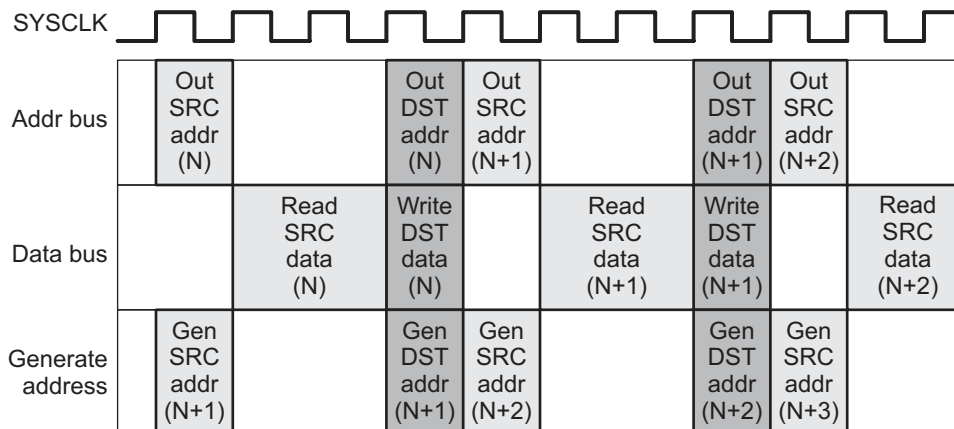 SYSCLK
Addr bus
Out
SRC
addr
(N)
Out
DST
addr
(N)
Out
SRC
addr
(N+1)
Out
DST
addr
(N+1)
Out
SRC
addr
(N+2)
Data bus
Read
SRC
data
(N)
Write
DST
data
(N)
Read
SRC
data
(N+1)
Write
DST
data
(N+1)
Read
SRC
data
(N+2)
Generate
address
Gen
SRC
addr
(N+1)
Gen
DST
addr
(N+1)
Gen
SRC
addr
(N+2)
Gen
DST
addr
(N+2)
Gen
SRC
addr
(N+3)